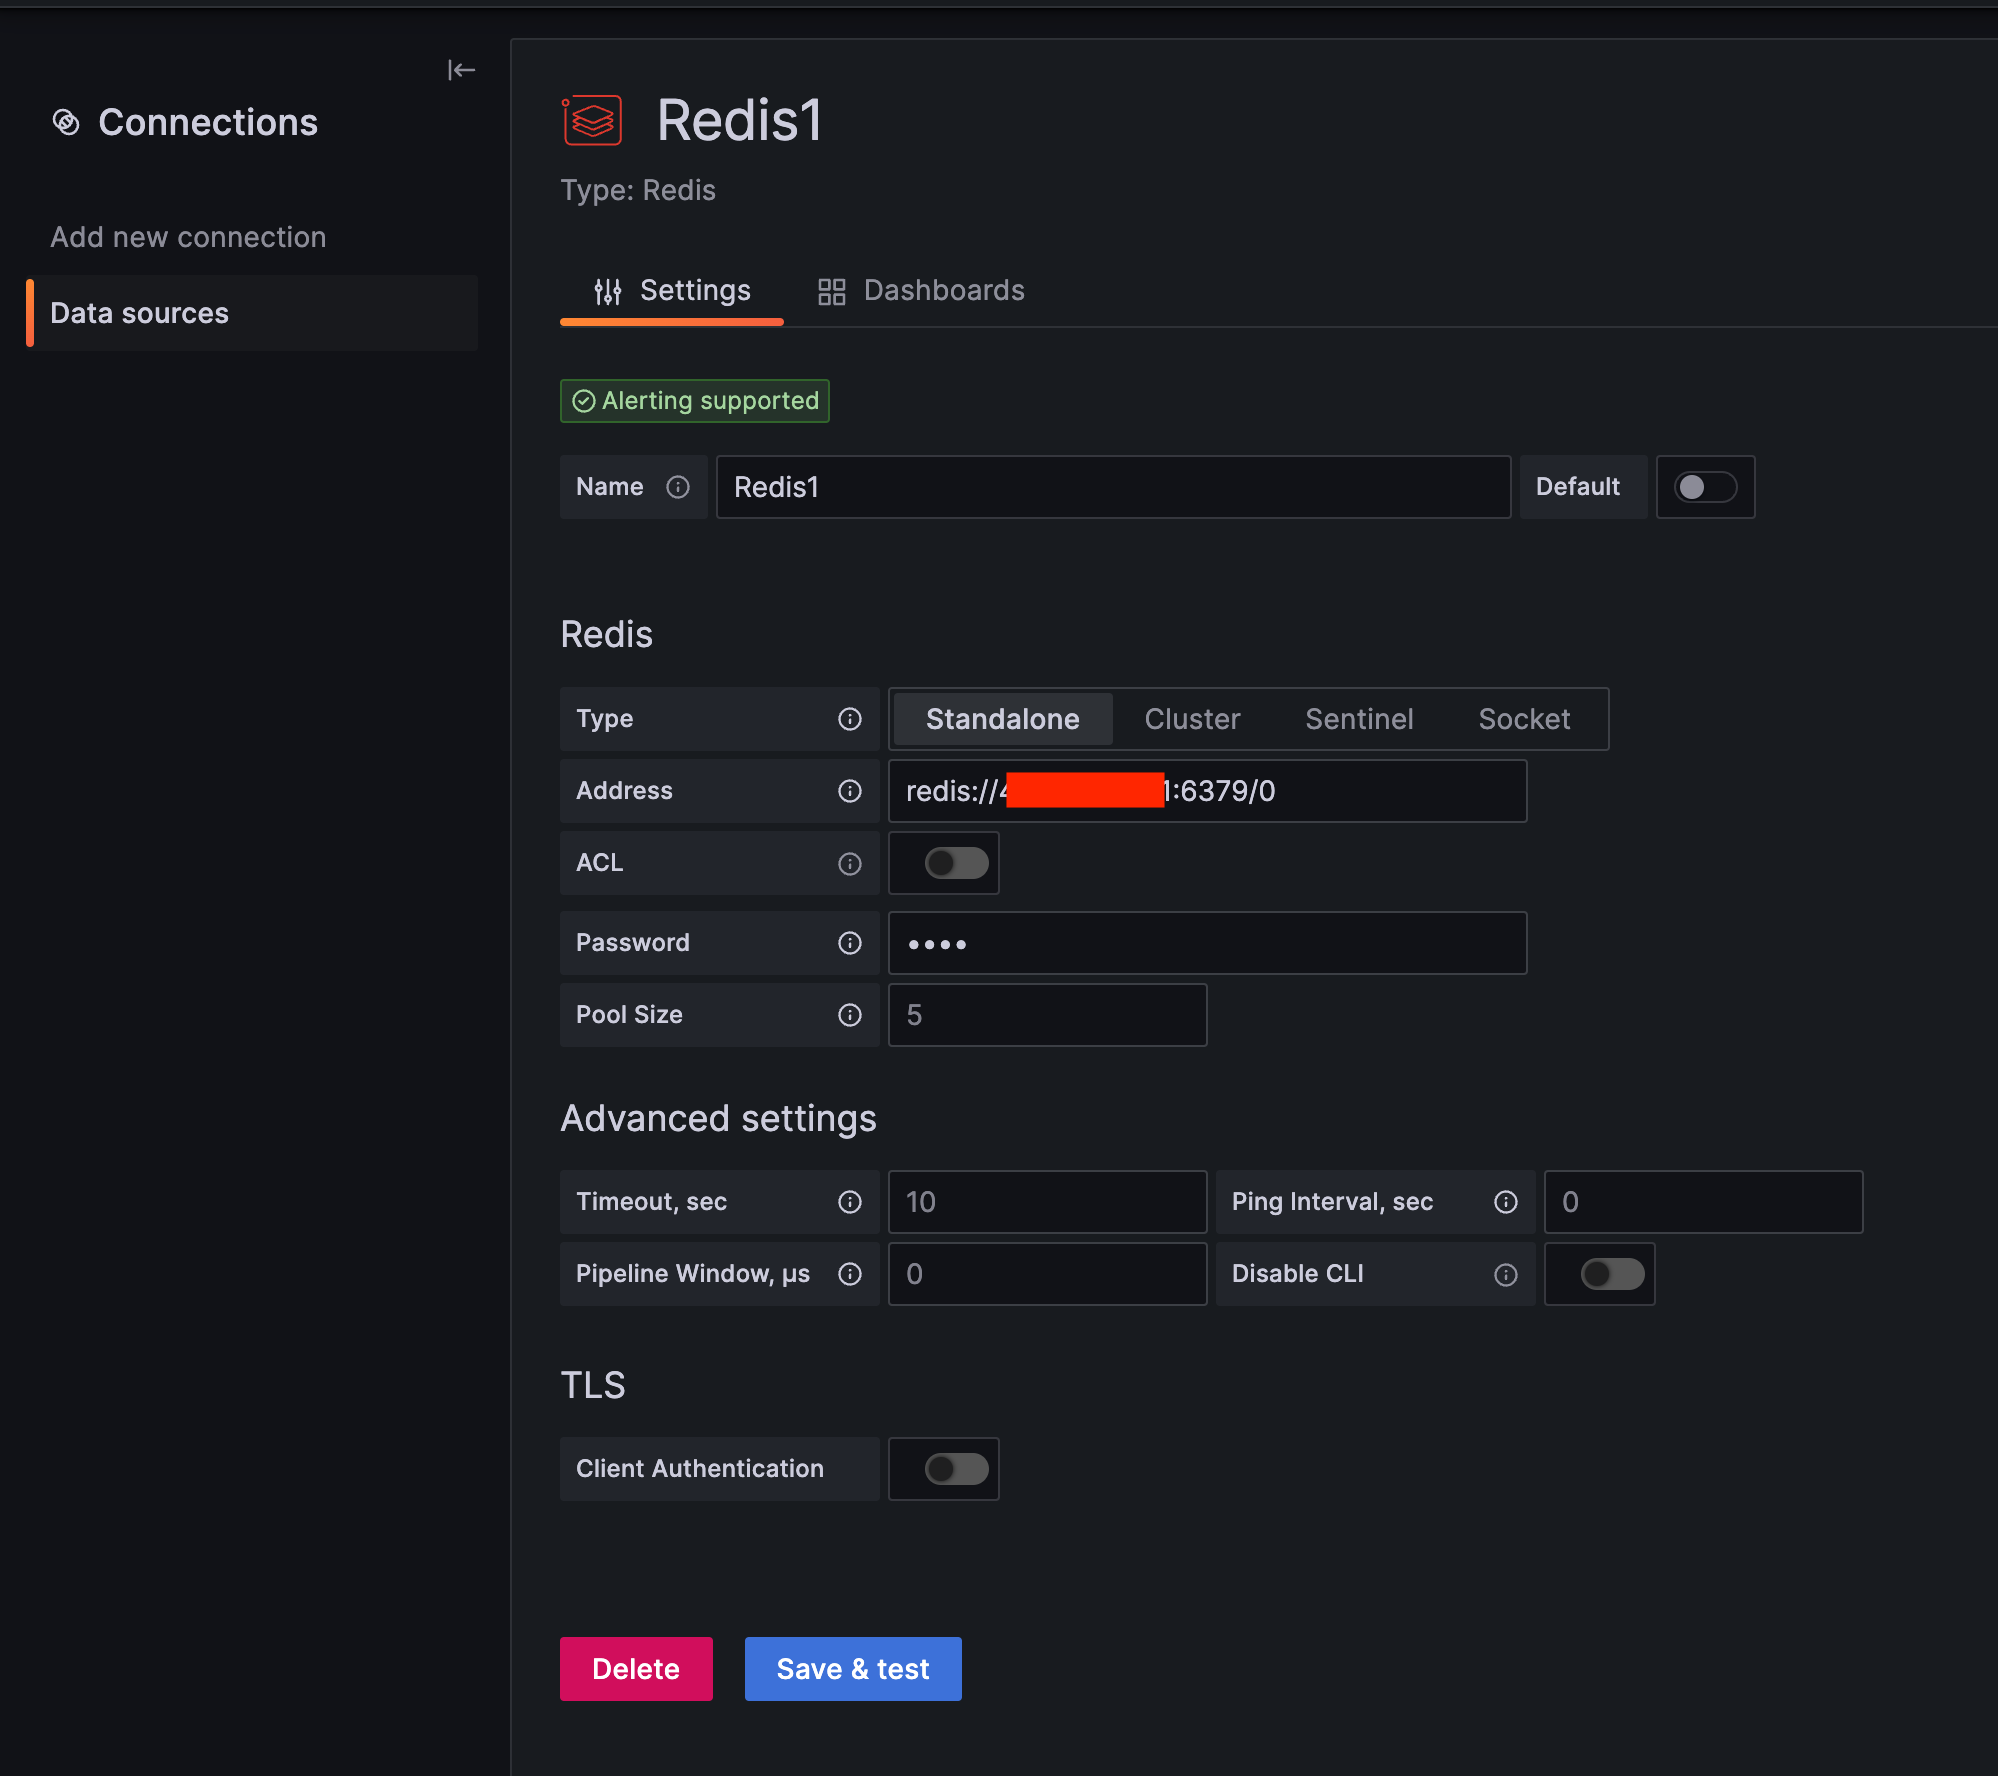 Connections
Add new connection
Data sources
Redis1
Type: Redis
Settings Dashboards
Alerting supported
Name Redis1 Default
Redis
Type Standalone Cluster Sentinel Socket
Address redis://4 1:6379/0
ACL
Password ••••
Pool Size 5
Advanced settings
Timeout, sec 10 Ping Interval, sec 0
Pipeline Window, μs 0 Disable CLI
TLS
Client Authentication
Delete Save & test